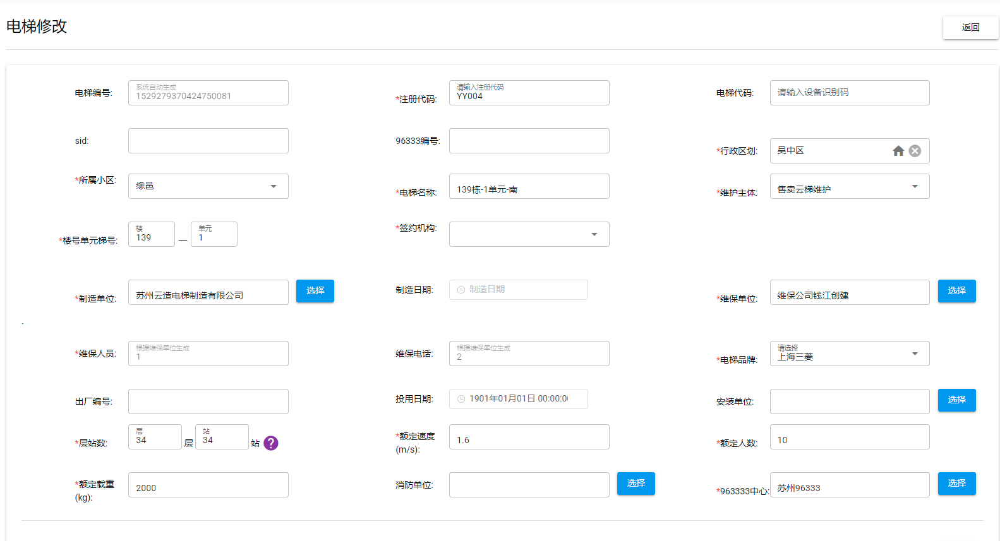 电梯修改
返回
电梯编号:
系统自动生成
1529279370424750081
*注册代码:
请输入注册代码
YY004
电梯代码:
请输入设备识别码
sid:
96333编号:
*行政区划:
吴中区
*所属小区:
缘邑
*电梯名称:
139栋-1单元-南
*维护主体:
售卖云梯维护
*楼号单元梯号:
楼
139
—
单元
1
*签约机构:
*制造单位:
苏州云造电梯制造有限公司
选择
制造日期:
制造日期
*维保单位:
维保公司钱江创建
选择
*维保人员:
根据维保单位生成
1
维保电话:
根据维保单位生成
2
*电梯品牌:
请选择
上海三菱
出厂编号:
投用日期:
1901年01月01日 00:00:0
安装单位:
选择
*层站数:
层
34
层
站
34
站
?
*额定速度
(m/s):
1.6
*额定人数:
10
*额定载重
(kg):
2000
消防单位:
选择
*963333中心:
苏州96333
选择